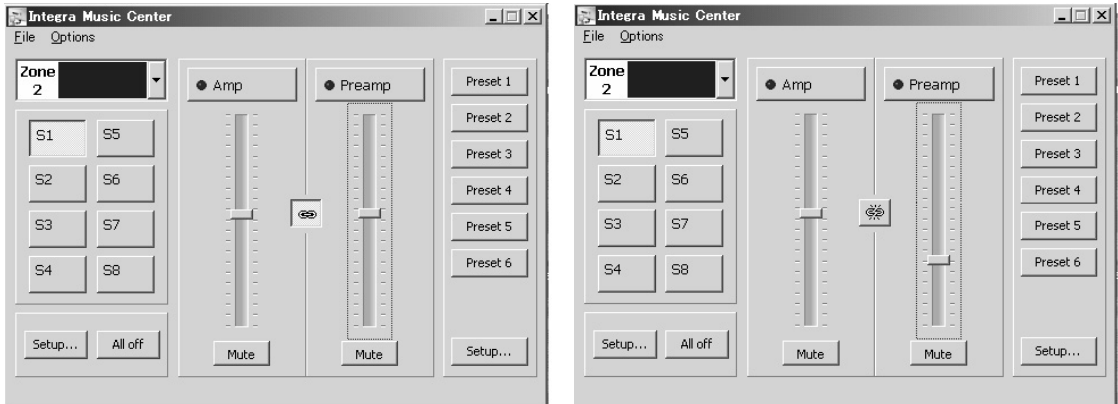 Integra Music Center
File Options
Zone
2
Amp
Preamp
Preset 1
S1 S5
Preset 2
Preset 3
S2 S6
Preset 4
S3 S7
Preset 5
S4 S8
Preset 6
Setup... All off
Mute
Mute
Setup...
Integra Music Center
File Options
Zone
2
Amp
Preamp
Preset 1
S1 S5
Preset 2
Preset 3
S2 S6
Preset 4
S3 S7
Preset 5
S4 S8
Preset 6
Setup... All off
Mute
Mute
Setup...